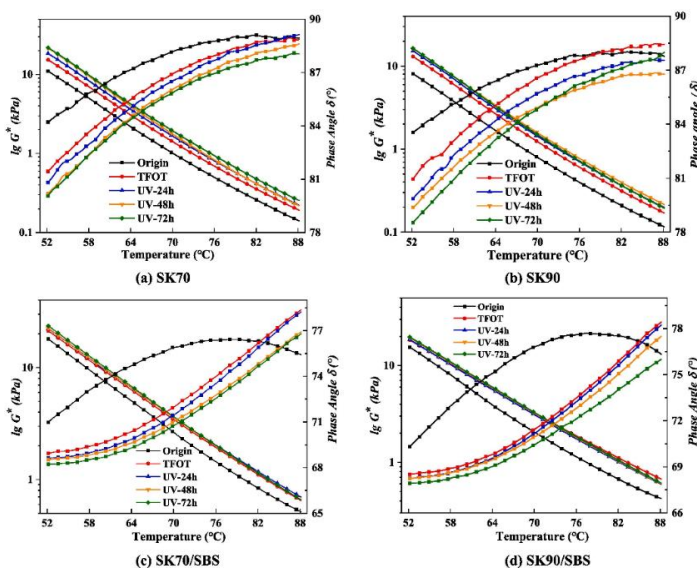 lg G* (kPa)
10
1
0.1
Origin
TFOT
UV-24h
UV-48h
UV-72h
90
87
84
81
78
Phase Angle δ (°)
52 58 64 70 76 82 88
Temperature (°C)
(a) SK70
lg G* (kPa)
10
1
0.1
Origin
TFOT
UV-24h
UV-48h
UV-72h
90
87
84
81
78
Phase Angle (δ)
52 58 64 70 76 82 88
Temperature (°C)
(b) SK90
lg G* (kPa)
10
1
Origin
TFOT
UV-24h
UV-48h
UV-72h
77
74
71
68
65
Phase Angle δ (°)
52 58 64 70 76 82 88
Temperature (°C)
(c) SK70/SBS
lg G* (kPa)
10
1
Origin
TFOT
UV-24h
UV-48h
UV-72h
78
75
72
69
66
Phase Angle δ (°)
52 58 64 70 76 82 88
Temperature (°C)
(d) SK90/SBS